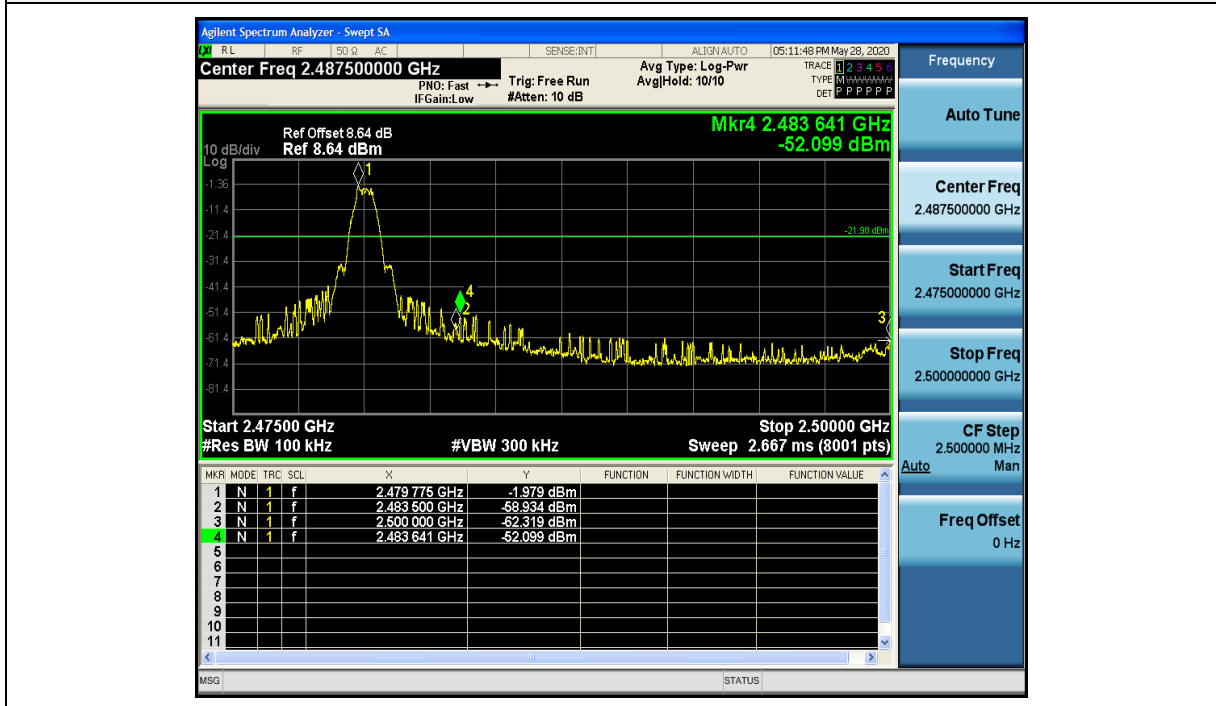 Agilent Spectrum Analyzer - Swept SA
LXI RL RF 50 Ω AC SENSE:INT ALIGN AUTO 05:11:48 PM May 28, 2020
Center Freq 2.487500000 GHz
PNO: Fast
IFGain:Low
Trig: Free Run
#Atten: 10 dB
Avg Type: Log-Pwr
Avg|Hold: 10/10
TRACE 1 2 3 4 5 6
TYPE M
DET P P P P P P
Mkr4 2.483 641 GHz
-52.099 dBm
Ref Offset 8.64 dB
10 dB/div Ref 8.64 dBm
Log
-1.36
-11.4
-21.4
-31.4
-41.4
-51.4
-61.4
-71.4
-81.4
1
-21.98 dBm
4
2
3
Start 2.47500 GHz Stop 2.50000 GHz
#Res BW 100 kHz #VBW 300 kHz Sweep 2.667 ms (8001 pts)
MKR MODE TRC SCL X Y FUNCTION FUNCTION WIDTH FUNCTION VALUE
1 N 1 f 2.479 775 GHz -1.979 dBm
2 N 1 f 2.483 500 GHz -58.934 dBm
3 N 1 f 2.500 000 GHz -62.319 dBm
4 N 1 f 2.483 641 GHz -52.099 dBm
5
6
7
8
9
10
11
MSG STATUS
Frequency
Auto Tune
Center Freq
2.487500000 GHz
Start Freq
2.475000000 GHz
Stop Freq
2.500000000 GHz
CF Step
2.500000 MHz
Auto Man
Freq Offset
0 Hz